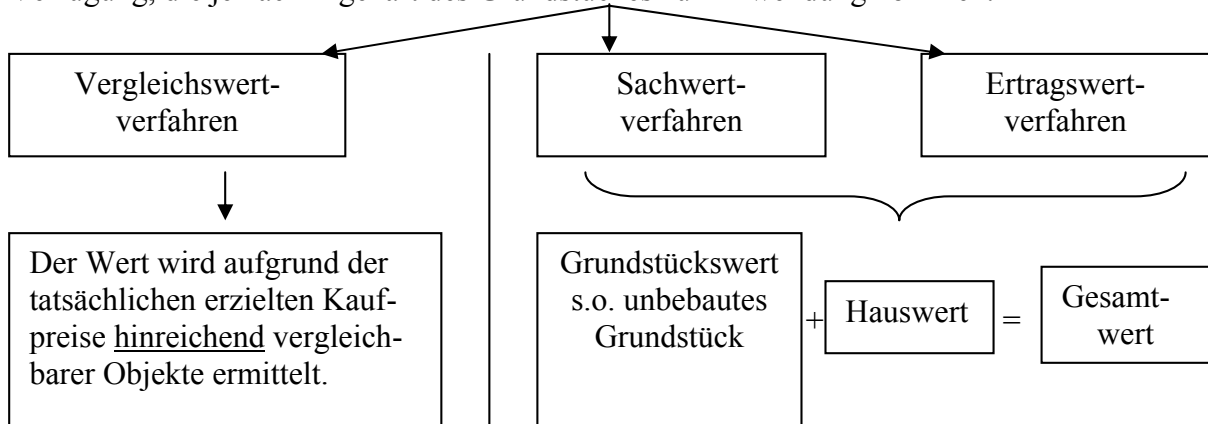 Vergleichswert-
verfahren
Sachwert-
verfahren
Ertragswert-
verfahren
Der Wert wird aufgrund der
tatsächlichen erzielten Kauf-
preise hinreichend vergleich-
barer Objekte ermittelt.
Grundstückswert
s.o. unbebautes
Grundstück
+
Hauswert
=
Gesamt-
wert